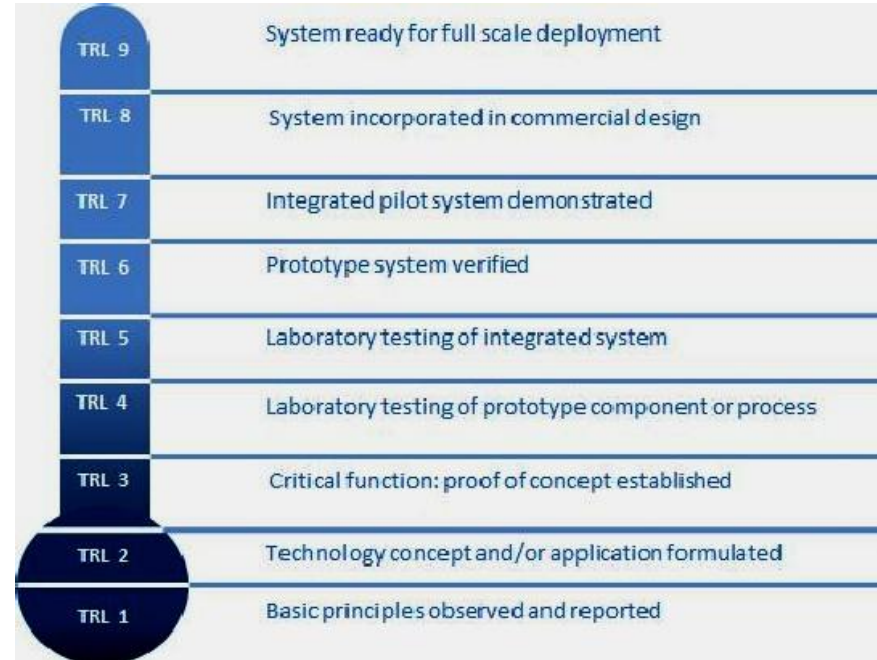 TRL 9 System ready for full scale deployment
TRL 8 System incorporated in commercial design
TRL 7 Integrated pilot system demonstrated
TRL 6 Prototype system verified
TRL 5 Laboratory testing of integrated system
TRL 4 Laboratory testing of prototype component or process
TRL 3 Critical function: proof of concept established
TRL 2 Technology concept and/or application formulated
TRL 1 Basic principles observed and reported